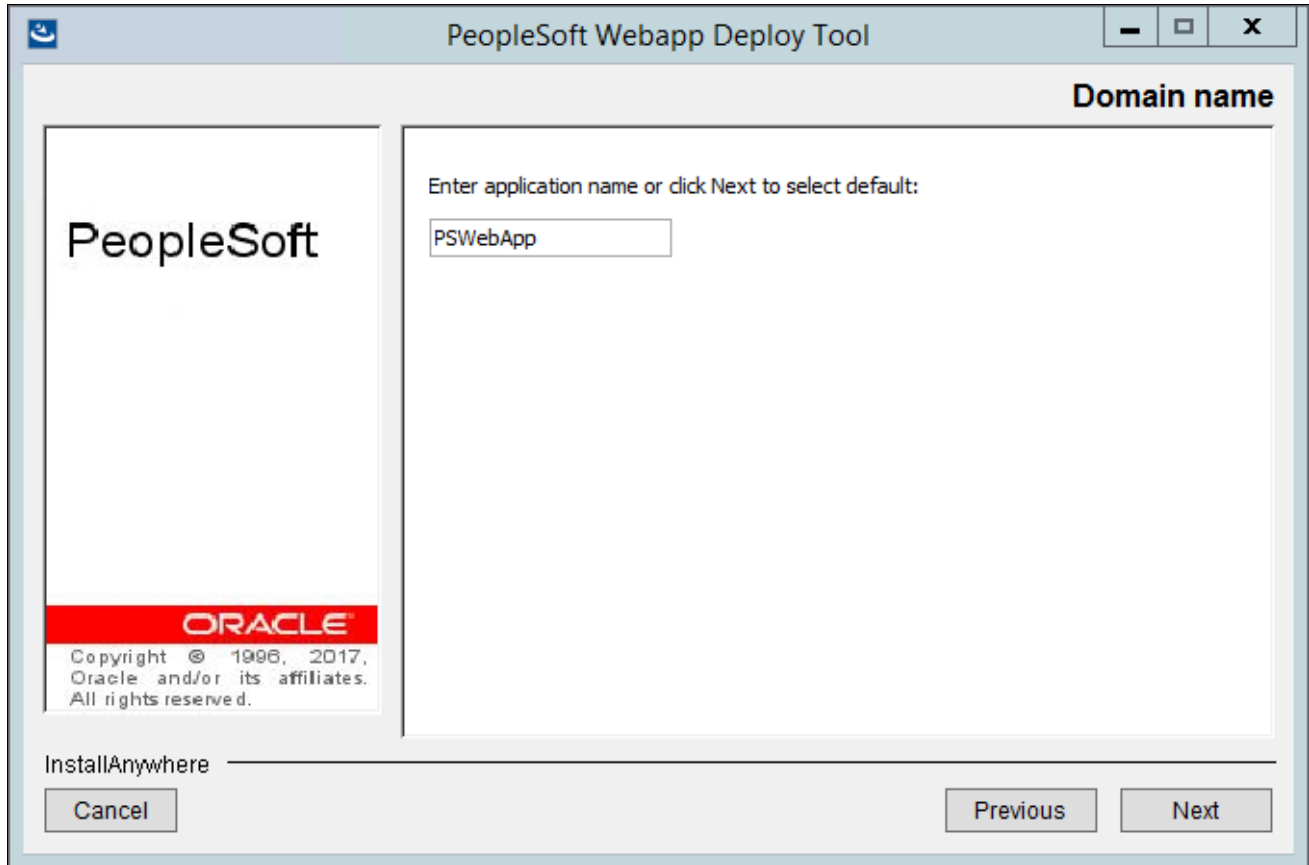 PeopleSoft Webapp Deploy Tool
Domain name
PeopleSoft
Enter application name or click Next to select default:
PSWebApp
ORACLE
Copyright © 1996, 2017,
Oracle and/or its affiliates.
All rights reserved.
InstallAnywhere
Cancel
Previous
Next